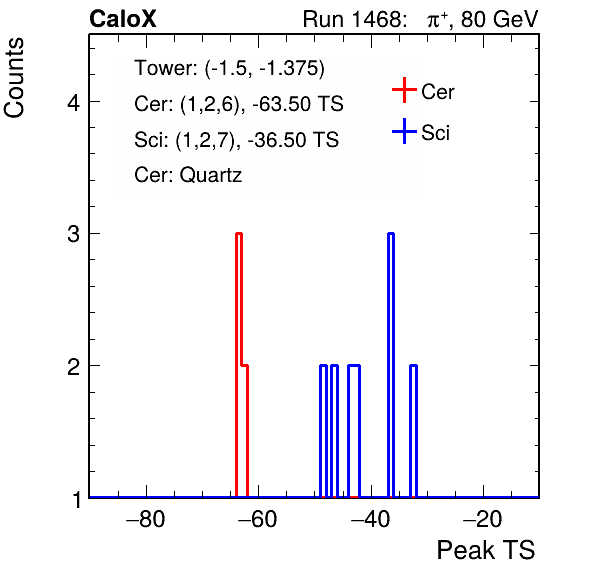 CaloX Run 1468: π+, 80 GeV
Counts
Tower: (-1.5, -1.375)
Cer: (1,2,6), -63.50 TS
Sci: (1,2,7), -36.50 TS
Cer: Quartz
Cer
Sci
4
3
2
1
−80 −60 −40 −20
Peak TS